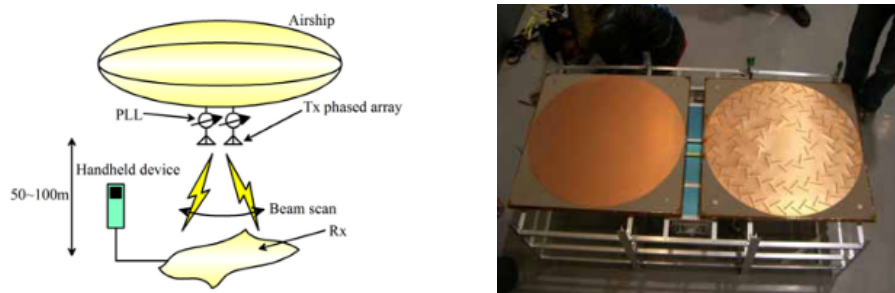 Airship
PLL
Tx phased array
Handheld device
50~100m
Beam scan
Rx